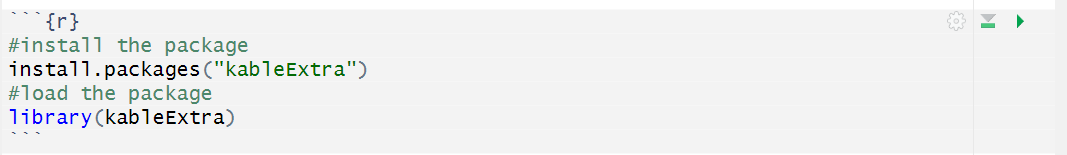 ```{r}
#install the package
install.packages("kableExtra")
#load the package
library(kableExtra)
```